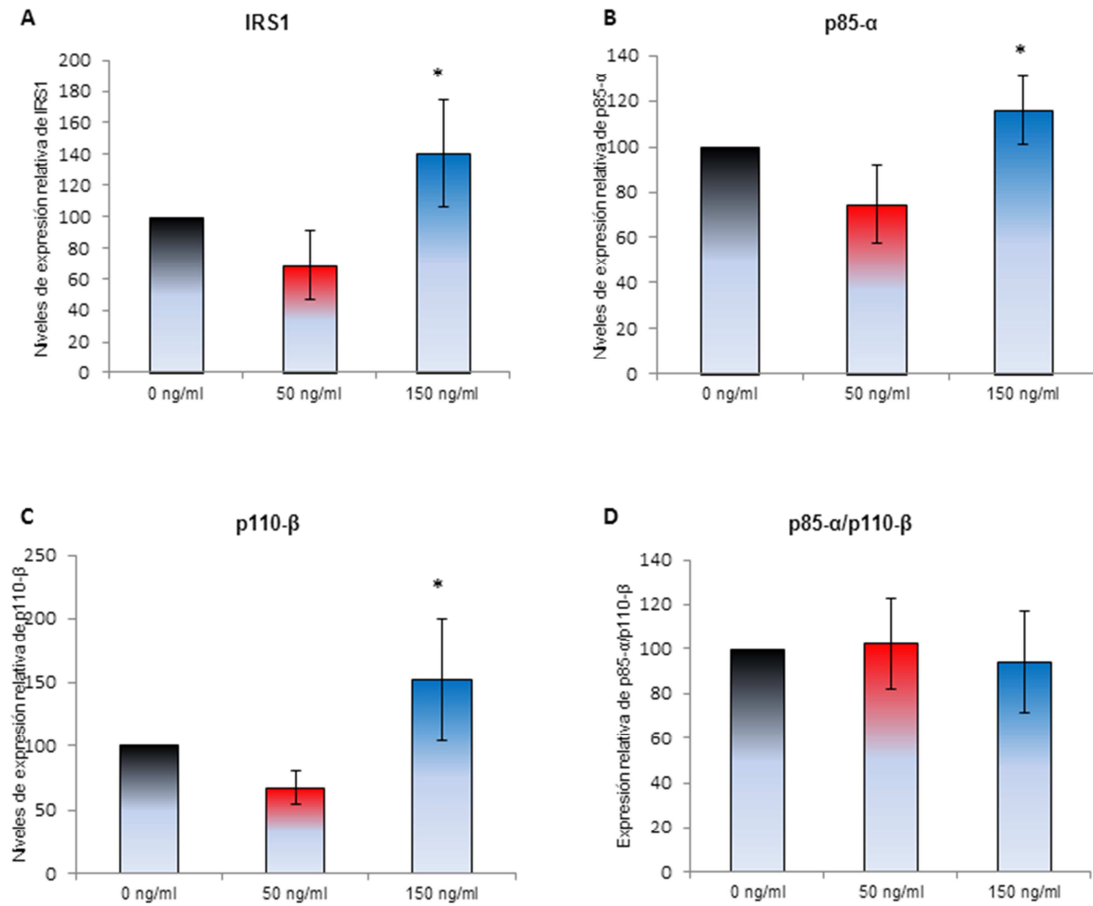 A
IRS1
Niveles de expresión relativa de IRS1
200
180
160
140
120
100
80
60
40
20
0
*
0 ng/ml
50 ng/ml
150 ng/ml
B
p85-α
Niveles de expresión relativa de p85-α
140
120
100
80
60
40
20
0
*
0 ng/ml
50 ng/ml
150 ng/ml
C
p110-β
Niveles de expresión relativa de p110-β
250
200
150
100
50
0
*
0 ng/ml
50 ng/ml
150 ng/ml
D
p85-α/p110-β
Expresión relativa de p85-α/p110-β
140
120
100
80
60
40
20
0
0 ng/ml
50 ng/ml
150 ng/ml